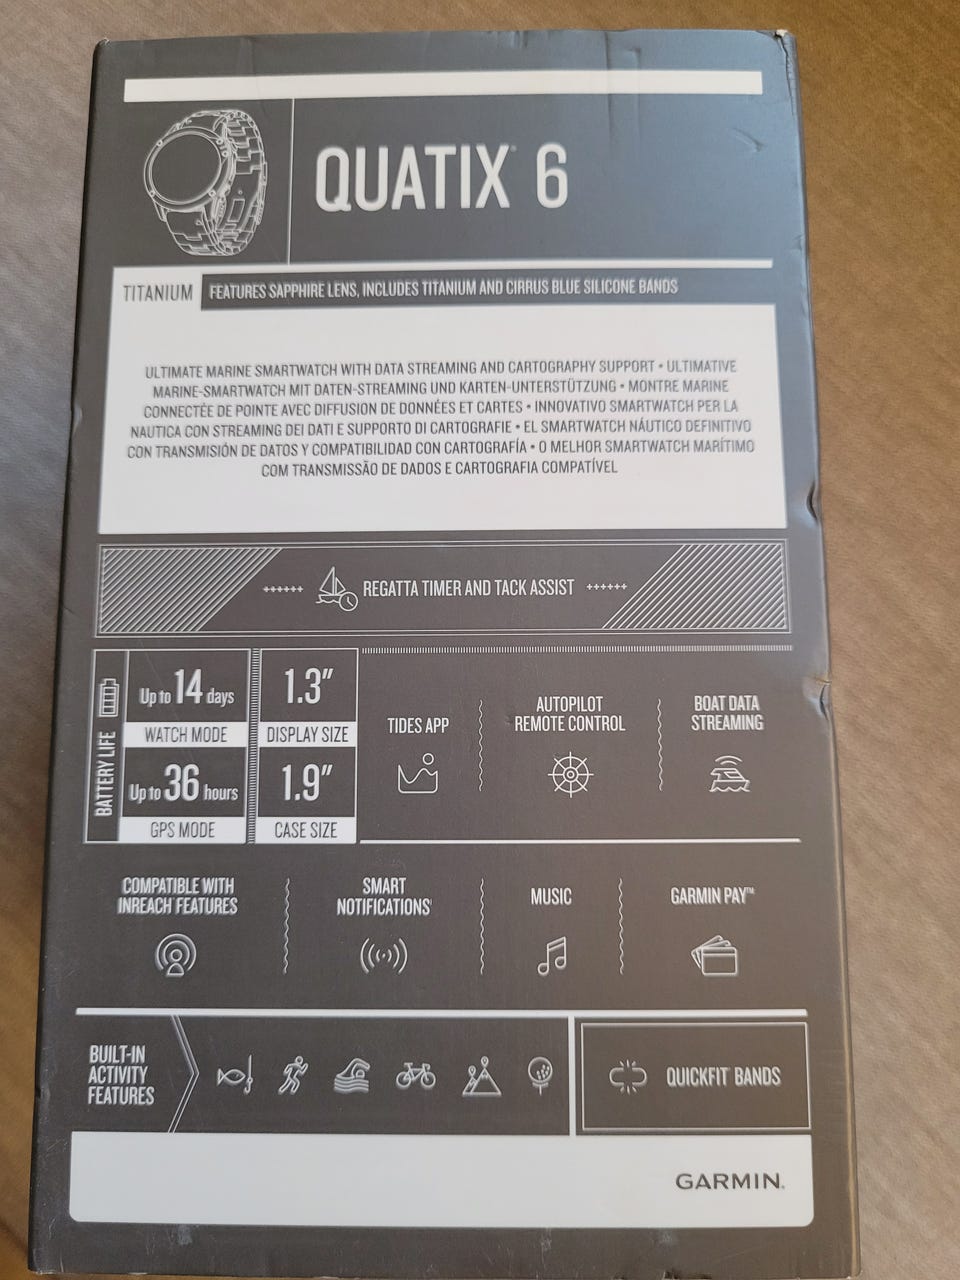 QUATIX® 6
TITANIUM
FEATURES SAPPHIRE LENS, INCLUDES TITANIUM AND CIRRUS BLUE SILICONE BANDS
ULTIMATE MARINE SMARTWATCH WITH DATA STREAMING AND CARTOGRAPHY SUPPORT • ULTIMATIVE
MARINE-SMARTWATCH MIT DATEN-STREAMING UND KARTEN-UNTERSTÜTZUNG • MONTRE MARINE
CONNECTÉE DE POINTE AVEC DIFFUSION DE DONNÉES ET CARTES • INNOVATIVO SMARTWATCH PER LA
NAUTICA CON STREAMING DEI DATI E SUPPORTO DI CARTOGRAFIE • EL SMARTWATCH NÁUTICO DEFINITIVO
CON TRANSMISIÓN DE DATOS Y COMPATIBILIDAD CON CARTOGRAFÍA • O MELHOR SMARTWATCH MARÍTIMO
COM TRANSMISSÃO DE DADOS E CARTOGRAFIA COMPATÍVEL
REGATTA TIMER AND TACK ASSIST
BATTERY LIFE
Up to 14 days
WATCH MODE
Up to 36 hours
GPS MODE
1.3″
DISPLAY SIZE
1.9″
CASE SIZE
TIDES APP
AUTOPILOT
REMOTE CONTROL
BOAT DATA
STREAMING
COMPATIBLE WITH
INREACH FEATURES
SMART
NOTIFICATIONS¹
MUSIC
GARMIN PAY™
BUILT-IN
ACTIVITY
FEATURES
QUICKFIT BANDS
GARMIN®